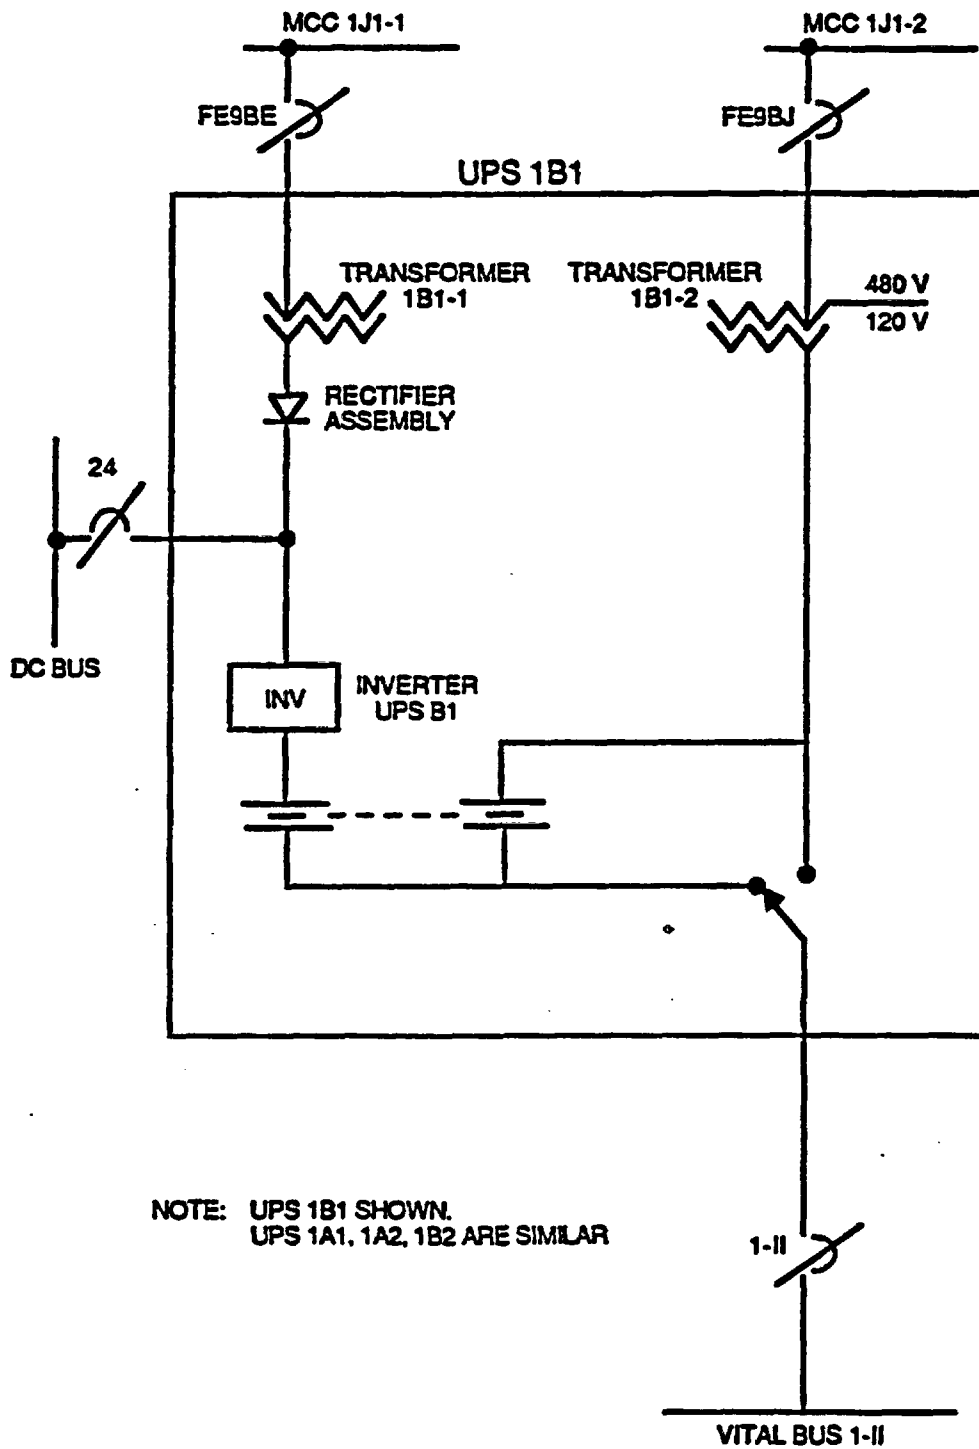 MCC 1J1-1
MCC 1J1-2
FE9BE
FE9BJ
UPS 1B1
TRANSFORMER
1B1-1
TRANSFORMER
1B1-2
480 V
120 V
RECTIFIER
ASSEMBLY
24
DC BUS
INV
INVERTER
UPS B1
NOTE: UPS 1B1 SHOWN.
UPS 1A1, 1A2, 1B2 ARE SIMILAR
1-II
VITAL BUS 1-II